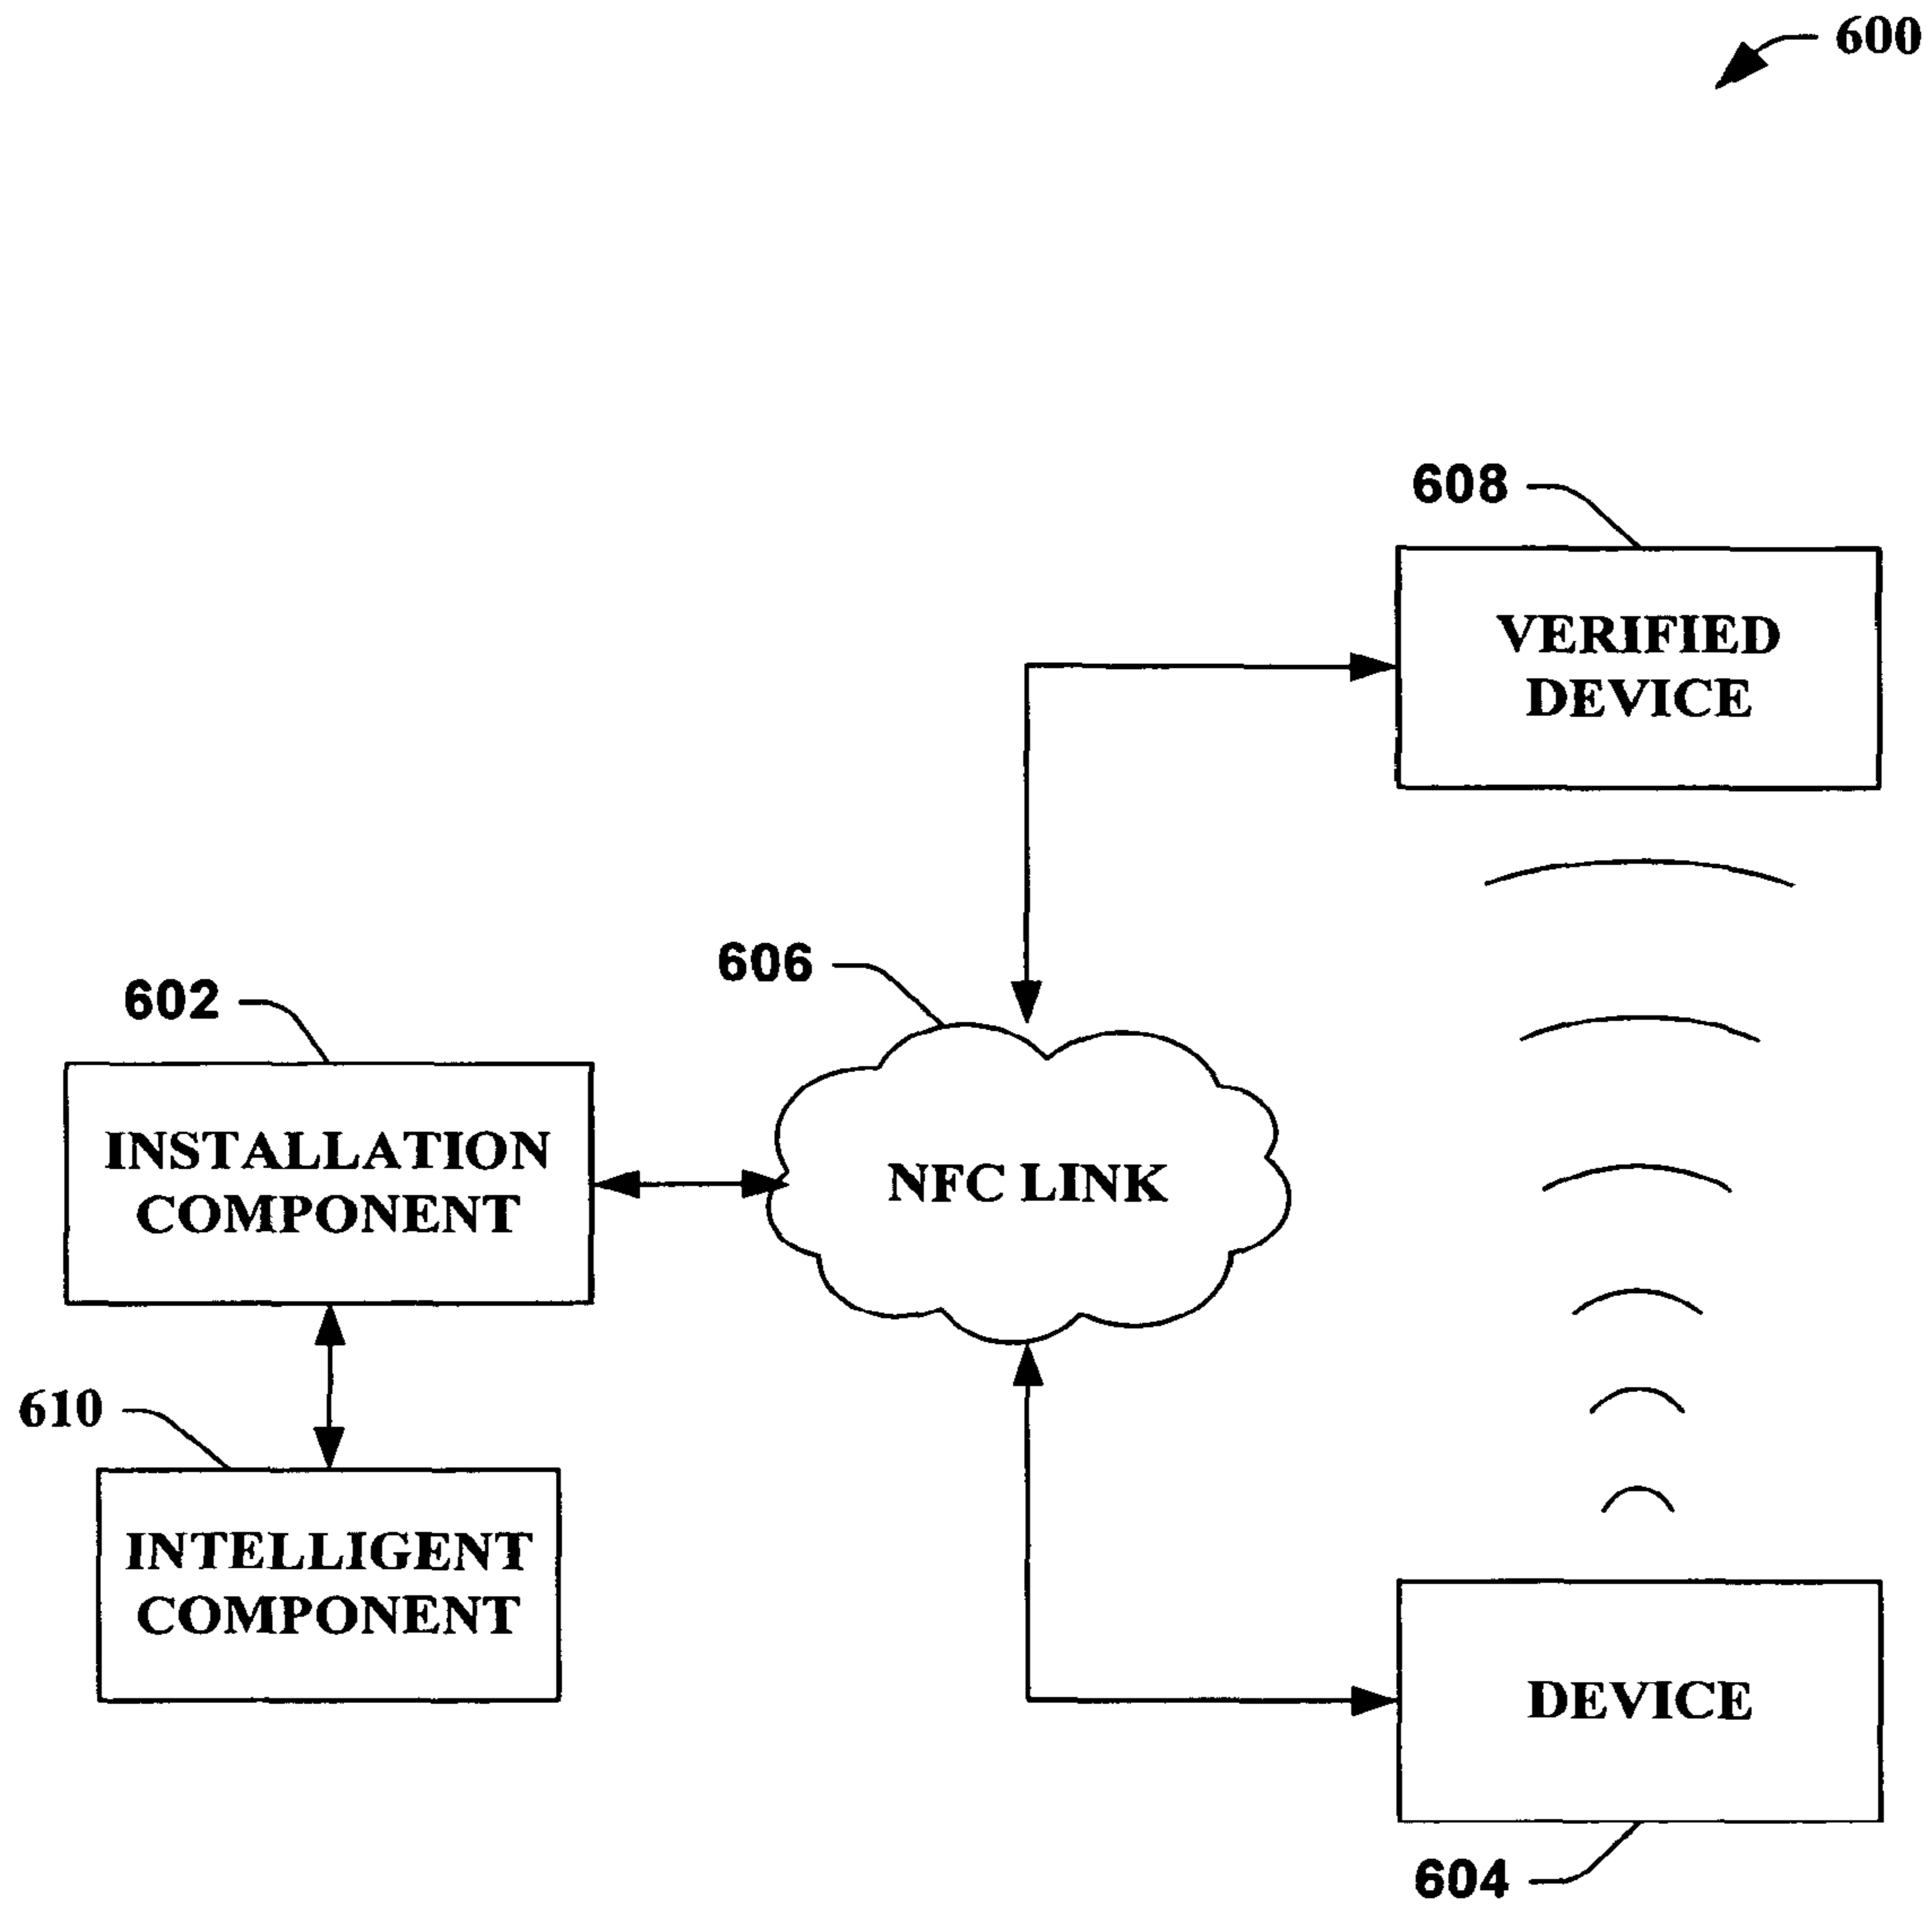 600
608
VERIFIED
DEVICE
606
602
INSTALLATION
COMPONENT
NFC LINK
610
INTELLIGENT
COMPONENT
DEVICE
604